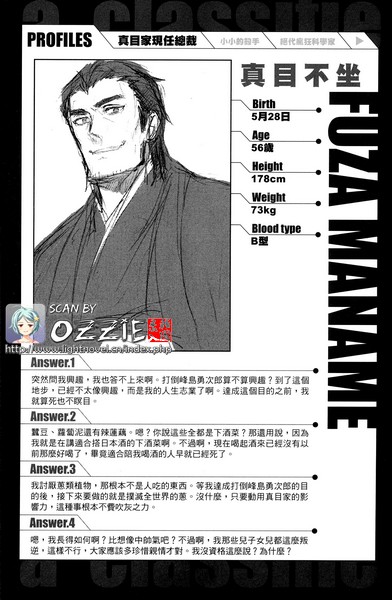 a classified
PROFILES
真目家現任總裁
小小的殺手
絕代瘋狂科學家
真目不坐
FUZA MANAME
Birth
5月28日
Age
56歲
Height
178cm
Weight
73kg
Blood type
B型
SCAN BY
OZZIE
http://www.lightnovel.cn/index.php
Answer.1
突然問我興趣,我也答不上來啊。打倒峰島勇次郎算不算興趣?到了這個
地步,已經不太像興趣,而是我的人生志業了啊。在達成這個目的之前,我
就算死也不瞑目。
Answer.2
蠶豆、蘿蔔泥還有辣蓮藕。嗯?你說這些全都是下酒菜?那還用說,因為
我就是在講適合搭日本酒的下酒菜啊。不過啊,現在喝起酒來已經沒有以
前那麼好喝了,畢竟適合陪我喝酒的人早就已經死了。
Answer.3
我討厭蔥類植物,那根本不是人吃的東西。等我達成打倒峰島勇次郎的目
的後,接下來要做的就是撲滅全世界的蔥。沒什麼,只要動用真目家的影
響力,這種事根本不費吹灰之力。
Answer.4
嗯,我長得如何啊?比想像中帥氣吧?不過啊,我那些兒子女兒都這麼叛
逆,這樣不行,大家應該多珍惜親情才對。我沒資格這麼說?為什麼?